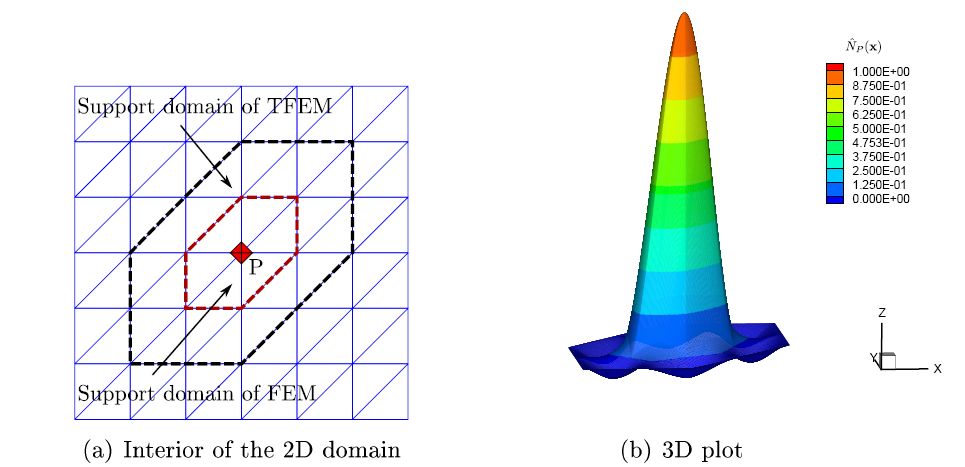 Support domain of TFEM
P
Support domain of FEM
(a) Interior of the 2D domain
N̂_P(x)
1.000E+00
8.750E-01
7.500E-01
6.250E-01
5.000E-01
4.753E-01
3.750E-01
2.500E-01
1.250E-01
0.000E+00
Z
Y
X
(b) 3D plot